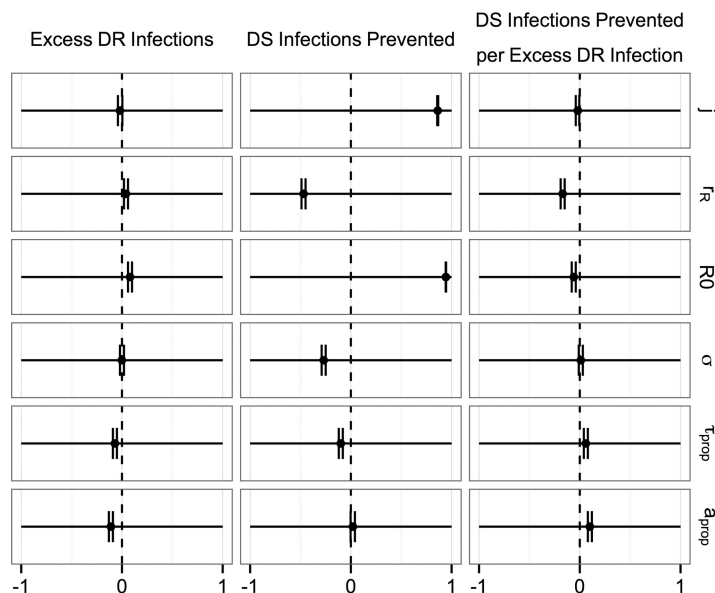 DS Infections Prevented
Excess DR Infections DS Infections Prevented per Excess DR Infection
j
rR
R0
σ
τprop
aprop
-1 0 1 -1 0 1 -1 0 1